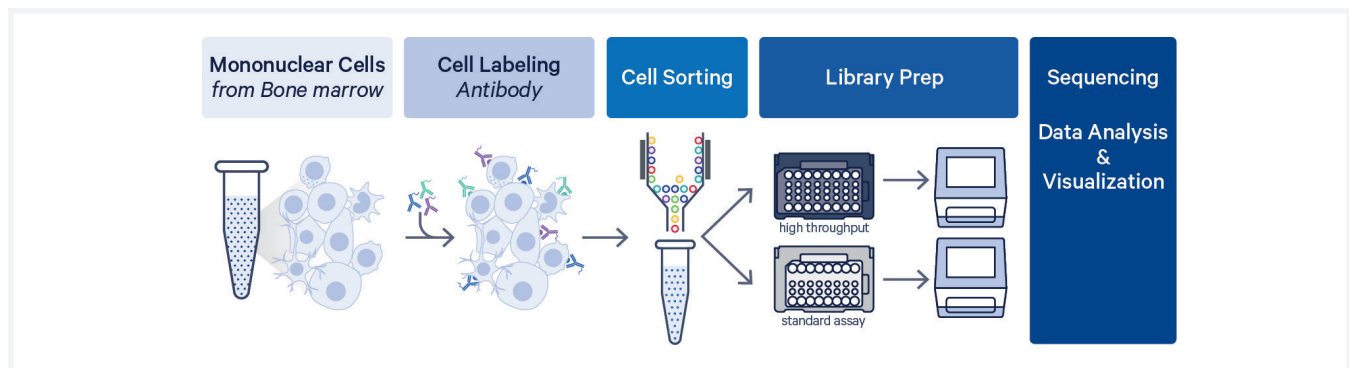 Mononuclear Cells
from Bone marrow
Cell Labeling
Antibody
Cell Sorting
Library Prep
Sequencing
Data Analysis
&
Visualization
high throughput
standard assay